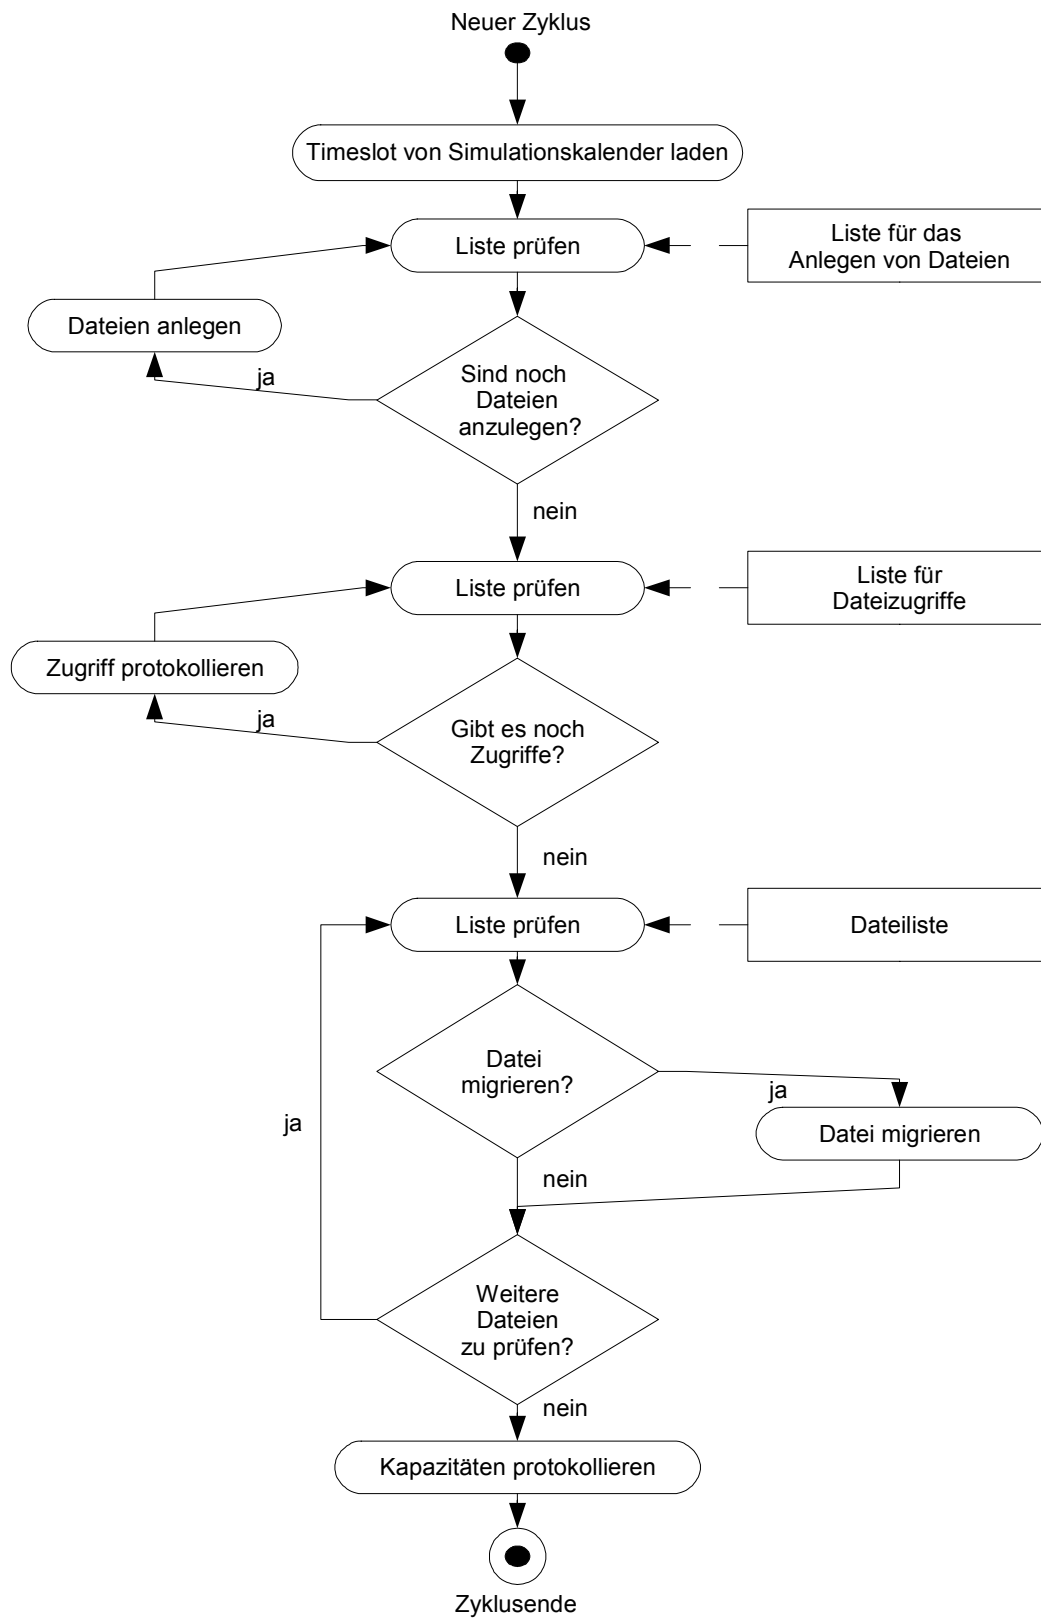 Neuer Zyklus
Timeslot von Simulationskalender laden
Liste prüfen
Liste für das
Anlegen von Dateien
Dateien anlegen
ja
Sind noch
Dateien
anzulegen?
nein
Liste prüfen
Liste für
Dateizugriffe
Zugriff protokollieren
ja
Gibt es noch
Zugriffe?
nein
Liste prüfen
Dateiliste
Datei
migrieren?
ja
Datei migrieren
ja
nein
Weitere
Dateien
zu prüfen?
nein
Kapazitäten protokollieren
Zyklusende